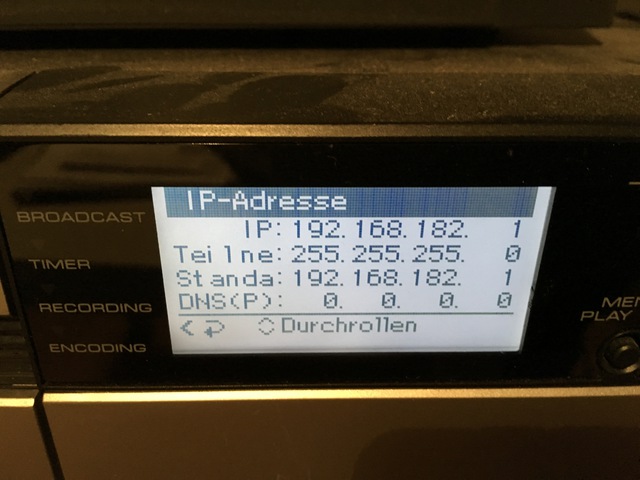 IP-Adresse
IP: 192.168.182. 1
Teilne: 255.255.255. 0
Standa: 192.168.182. 1
DNS(P): 0. 0. 0. 0
Durchrollen
BROADCAST
TIMER
RECORDING
ENCODING
PLAY